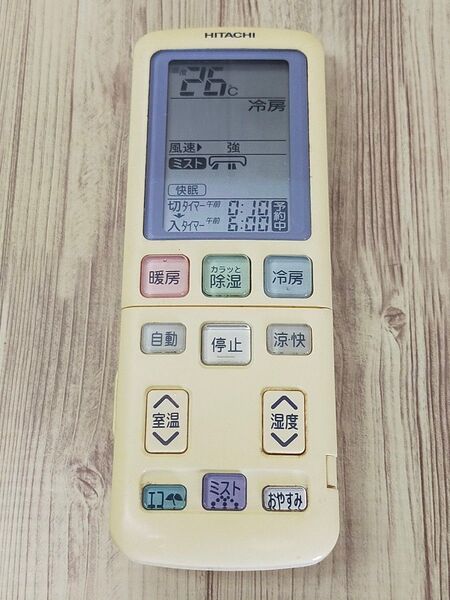 HITACHI
温度 26℃
冷房
風速▶ 強
ミスト
快眠
切タイマー午前 0:10 予約中
入タイマー午前 6:00
暖房 カラッと除湿 冷房
自動 停止 涼・快
室温 湿度
エコ ミスト おやすみ